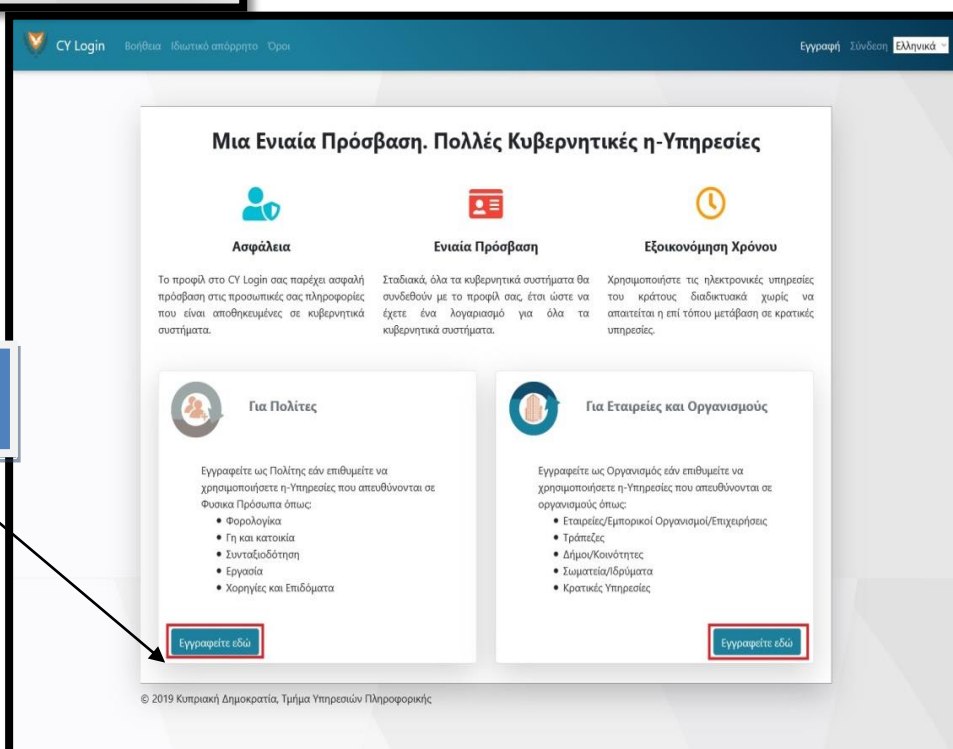 CY Login Βοήθεια Ιδιωτικό απόρρητο Όροι Εγγραφή Σύνδεση Ελληνικά
Μια Ενιαία Πρόσβαση. Πολλές Κυβερνητικές η-Υπηρεσίες
Ασφάλεια
Το προφίλ στο CY Login σας παρέχει ασφαλή
πρόσβαση στις προσωπικές σας πληροφορίες
που είναι αποθηκευμένες σε κυβερνητικά
συστήματα.
Ενιαία Πρόσβαση
Σταδιακά, όλα τα κυβερνητικά συστήματα θα
συνδεθούν με το προφίλ σας, έτσι ώστε να
έχετε ένα λογαριασμό για όλα τα
κυβερνητικά συστήματα.
Εξοικονόμηση Χρόνου
Χρησιμοποιήστε τις ηλεκτρονικές υπηρεσίες
του κράτους διαδικτυακά χωρίς να
απαιτείται η επί τόπου μετάβαση σε κρατικές
υπηρεσίες.
Για Πολίτες
Εγγραφείτε ως Πολίτης εάν επιθυμείτε να
χρησιμοποιήσετε η-Υπηρεσίες που απευθύνονται σε
Φυσικα Πρόσωπα όπως:
• Φορολογίκα
• Γη και κατοικία
• Συνταξιοδότηση
• Εργασία
• Χορηγίες και Επιδόματα
Εγγραφείτε εδώ
Για Εταιρείες και Οργανισμούς
Εγγραφείτε ως Οργανισμός εάν επιθυμείτε να
χρησιμοποιήσετε η-Υπηρεσίες που απευθύνονται σε
οργανισμούς όπως:
• Εταιρείες/Εμπορικοί Οργανισμοί/Επιχειρήσεις
• Τράπεζες
• Δήμοι/Κοινότητες
• Σωματεία/Ιδρύματα
• Κρατικές Υπηρεσίες
Εγγραφείτε εδώ
© 2019 Κυπριακή Δημοκρατία, Τμήμα Υπηρεσιών Πληροφορικής